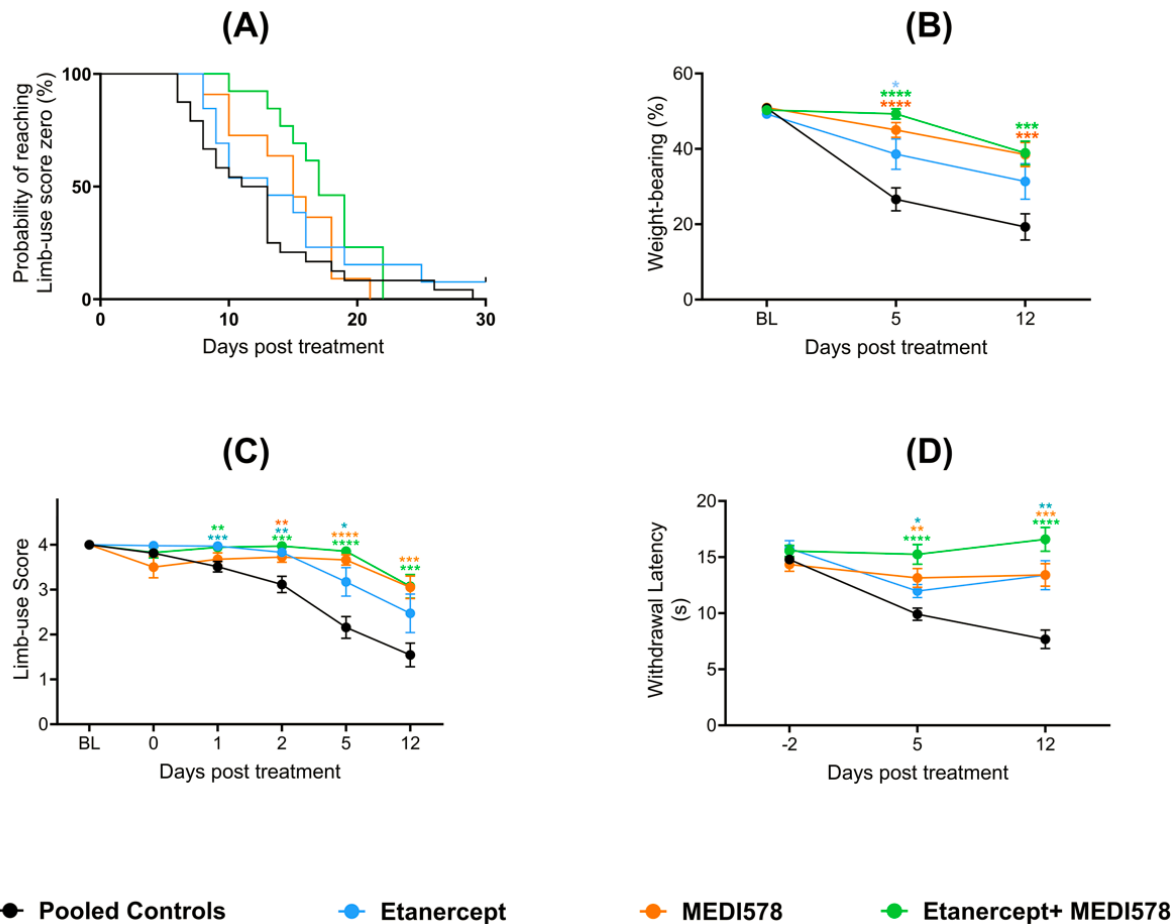 (A)
Probability of reaching
Limb-use score zero (%)
100
50
0
0 10 20 30
Days post treatment
(B)
Weight-bearing (%)
60
40
20
0
*
****
****
***
***
BL 5 12
Days post treatment
(C)
Limb-use Score
4
3
2
1
0
**
***
**
**
***
*
****
****
***
***
BL 0 1 2 5 12
Days post treatment
(D)
Withdrawal Latency
(s)
20
15
10
5
0
*
**
****
**
***
****
-2 5 12
Days post treatment
Pooled Controls Etanercept MEDI578 Etanercept+ MEDI578